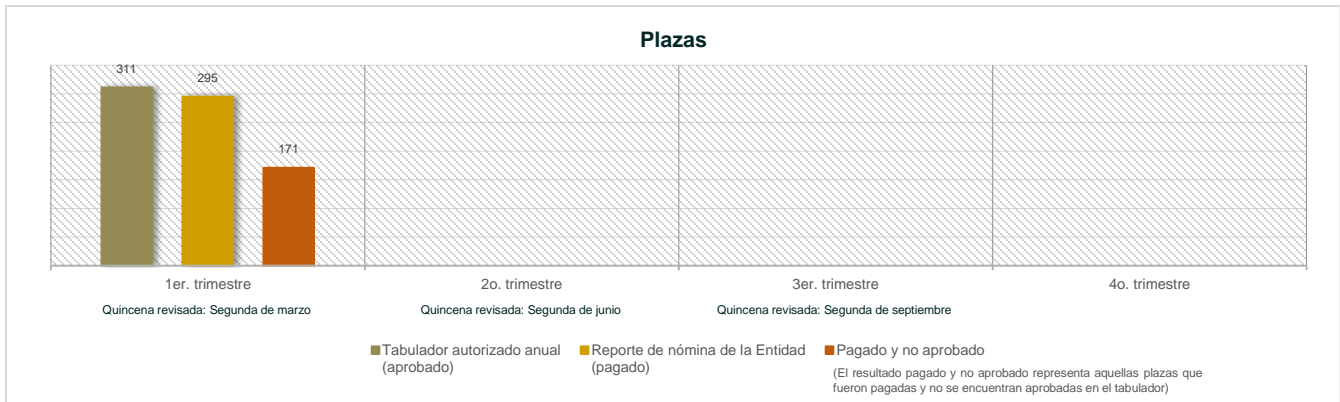 Plazas
311
295
171
1er. trimestre
2o. trimestre
3er. trimestre
4o. trimestre
Quincena revisada: Segunda de marzo
Quincena revisada: Segunda de junio
Quincena revisada: Segunda de septiembre
Tabulador autorizado anual
(aprobado)
Reporte de nómina de la Entidad
(pagado)
Pagado y no aprobado
(El resultado pagado y no aprobado representa aquellas plazas que
fueron pagadas y no se encuentran aprobadas en el tabulador)